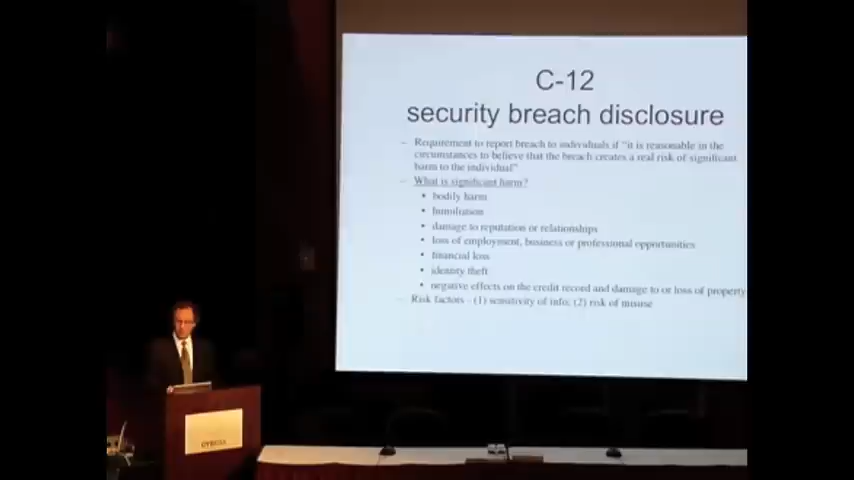 C-12
security breach disclosure
– Requirement to report breach to individuals if "it is reasonable in the
circumstances to believe that the breach creates a real risk of significant
harm to the individual"
– What is significant harm?
• bodily harm
• humiliation
• damage to reputation or relationships
• loss of employment, business or professional opportunities
• financial loss
• identity theft
• negative effects on the credit record and damage to or loss of property
– Risk factors - (1) sensitivity of info; (2) risk of misuse